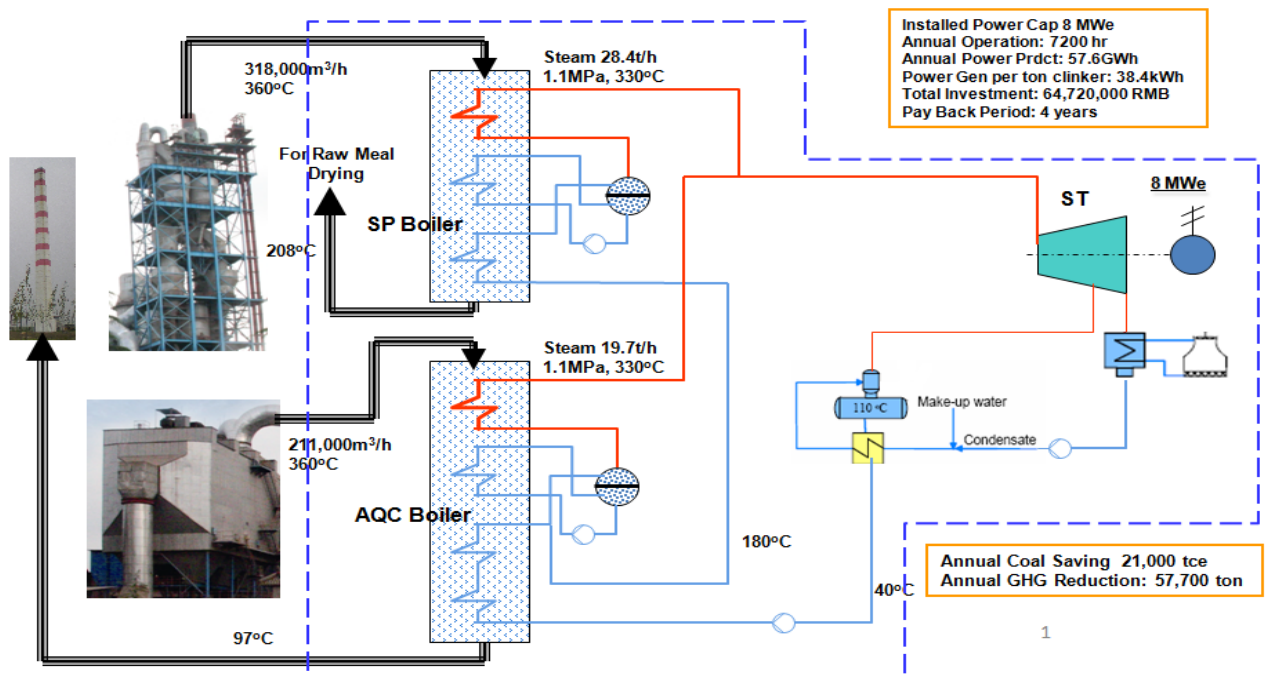 Installed Power Cap 8 MWe
Annual Operation: 7200 hr
Annual Power Prdct: 57.6GWh
Power Gen per ton clinker: 38.4kWh
Total Investment: 64,720,000 RMB
Pay Back Period: 4 years
318,000m³/h
360ºC
Steam 28.4t/h
1.1MPa, 330ºC
For Raw Meal
Drying
SP Boiler
208ºC
ST
8 MWe
Steam 19.7t/h
1.1MPa, 330ºC
211,000m³/h
360ºC
110 ºC
Make-up water
Condensate
AQC Boiler
180ºC
40ºC
97ºC
Annual Coal Saving 21,000 tce
Annual GHG Reduction: 57,700 ton
1